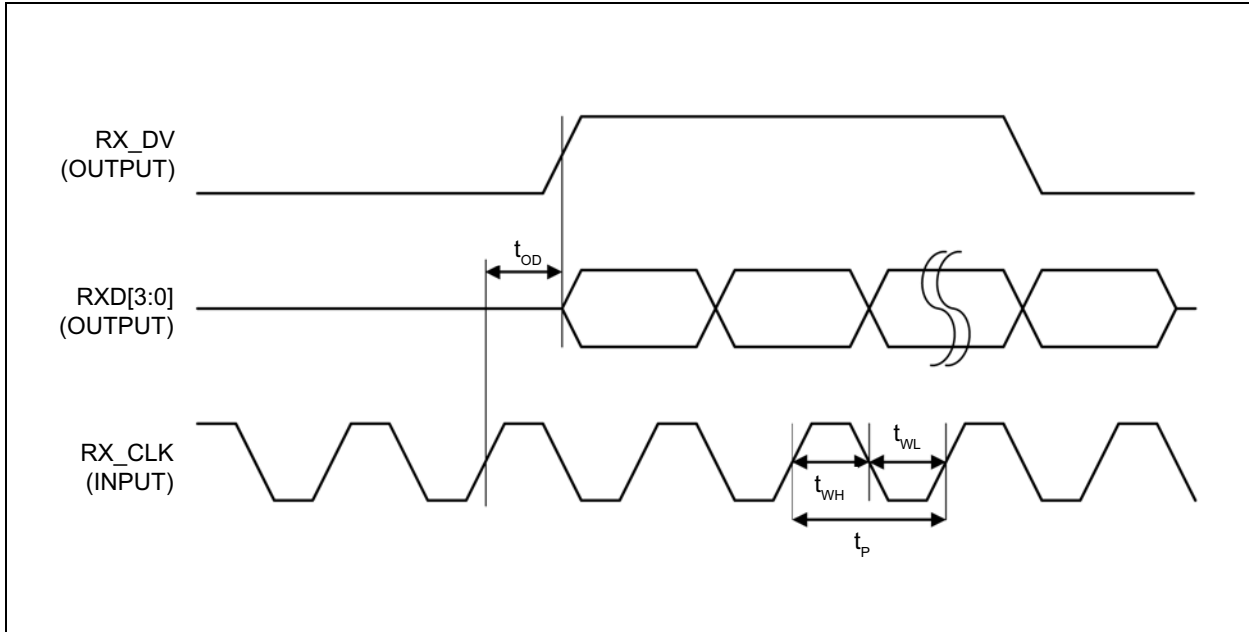 RX_DV
(OUTPUT)
t_OD
RXD[3:0]
(OUTPUT)
RX_CLK
(INPUT)
t_WL
t_WH
t_P